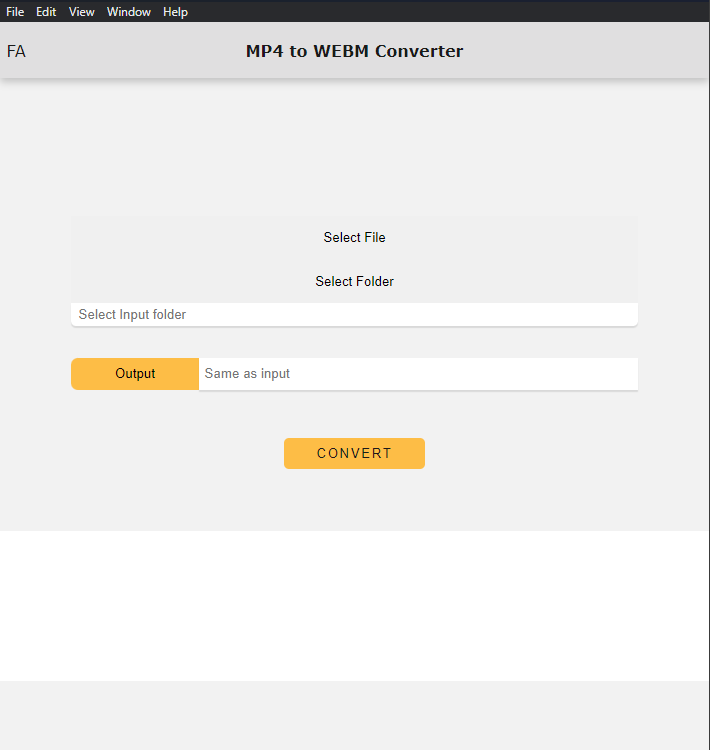 File Edit View Window Help
FA MP4 to WEBM Converter
Select File
Select Folder
Select Input folder
Output Same as input
CONVERT